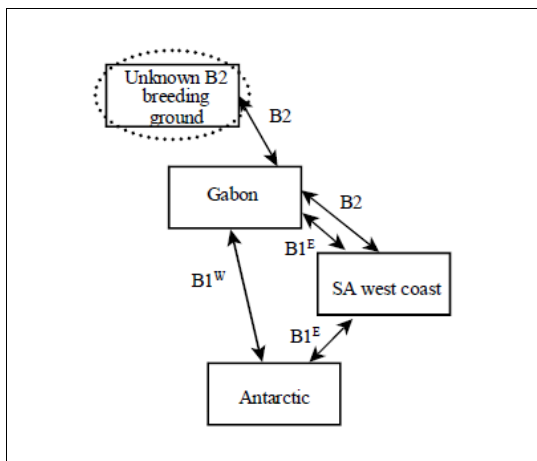 Unknown B2
breeding
ground
B2
Gabon
B2
B1ᴱ
B1ᵂ
SA west coast
B1ᴱ
Antarctic